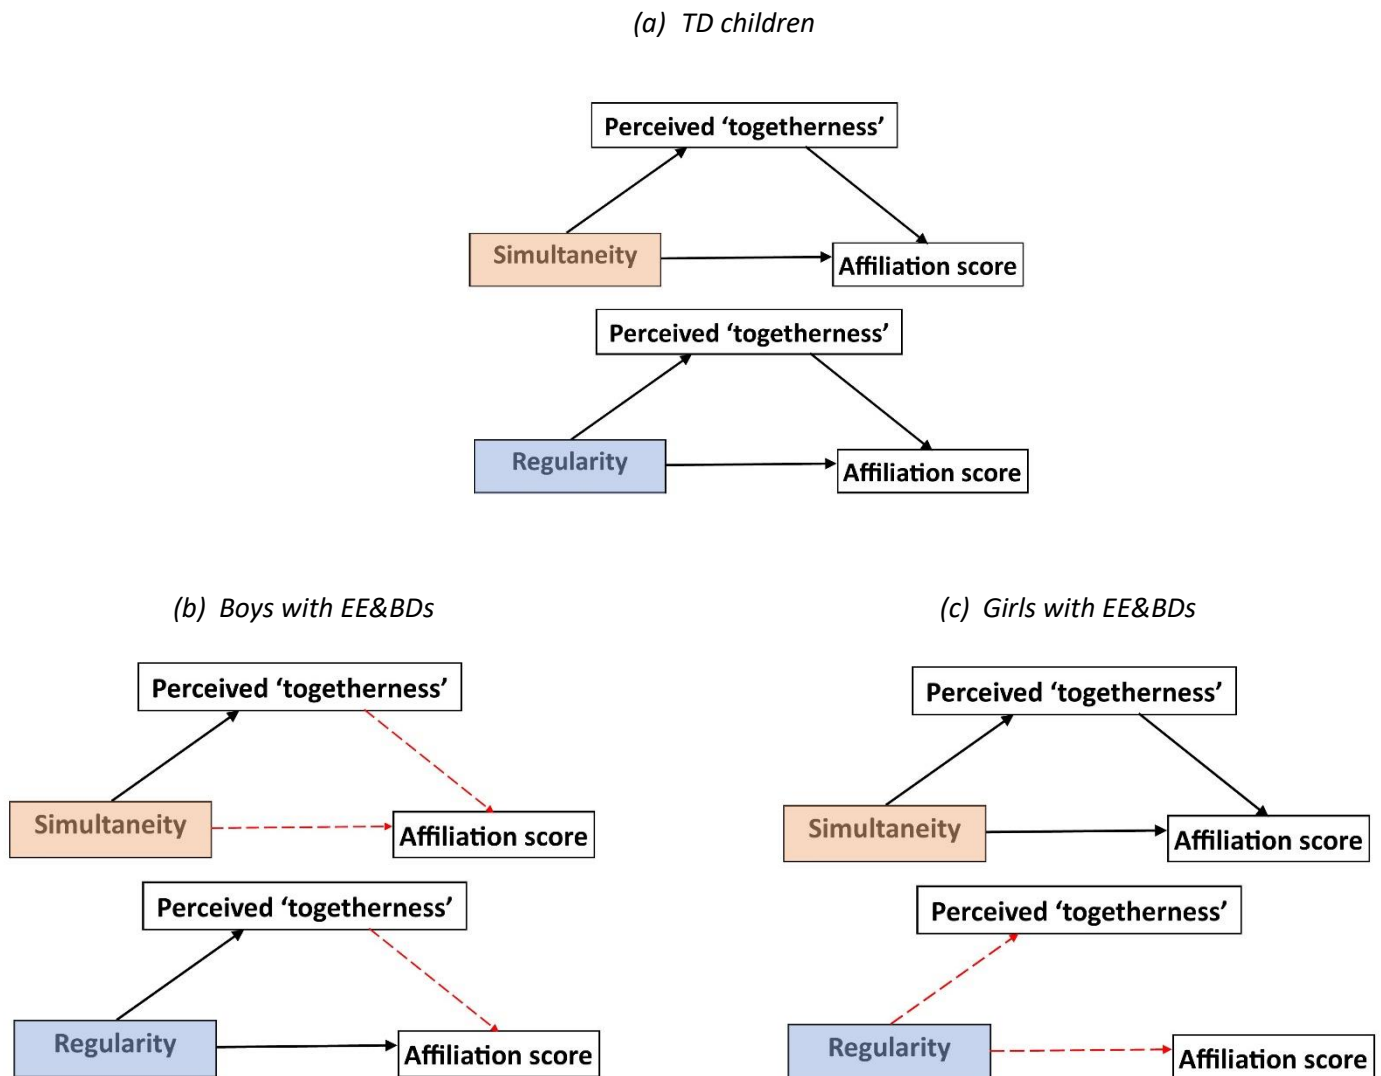 (a) TD children
Perceived ‘togetherness’
Simultaneity
Affiliation score
Perceived ‘togetherness’
Regularity
Affiliation score
(b) Boys with EE&BDs
Perceived ‘togetherness’
Simultaneity
Affiliation score
Perceived ‘togetherness’
Regularity
Affiliation score
(c) Girls with EE&BDs
Perceived ‘togetherness’
Simultaneity
Affiliation score
Perceived ‘togetherness’
Regularity
Affiliation score